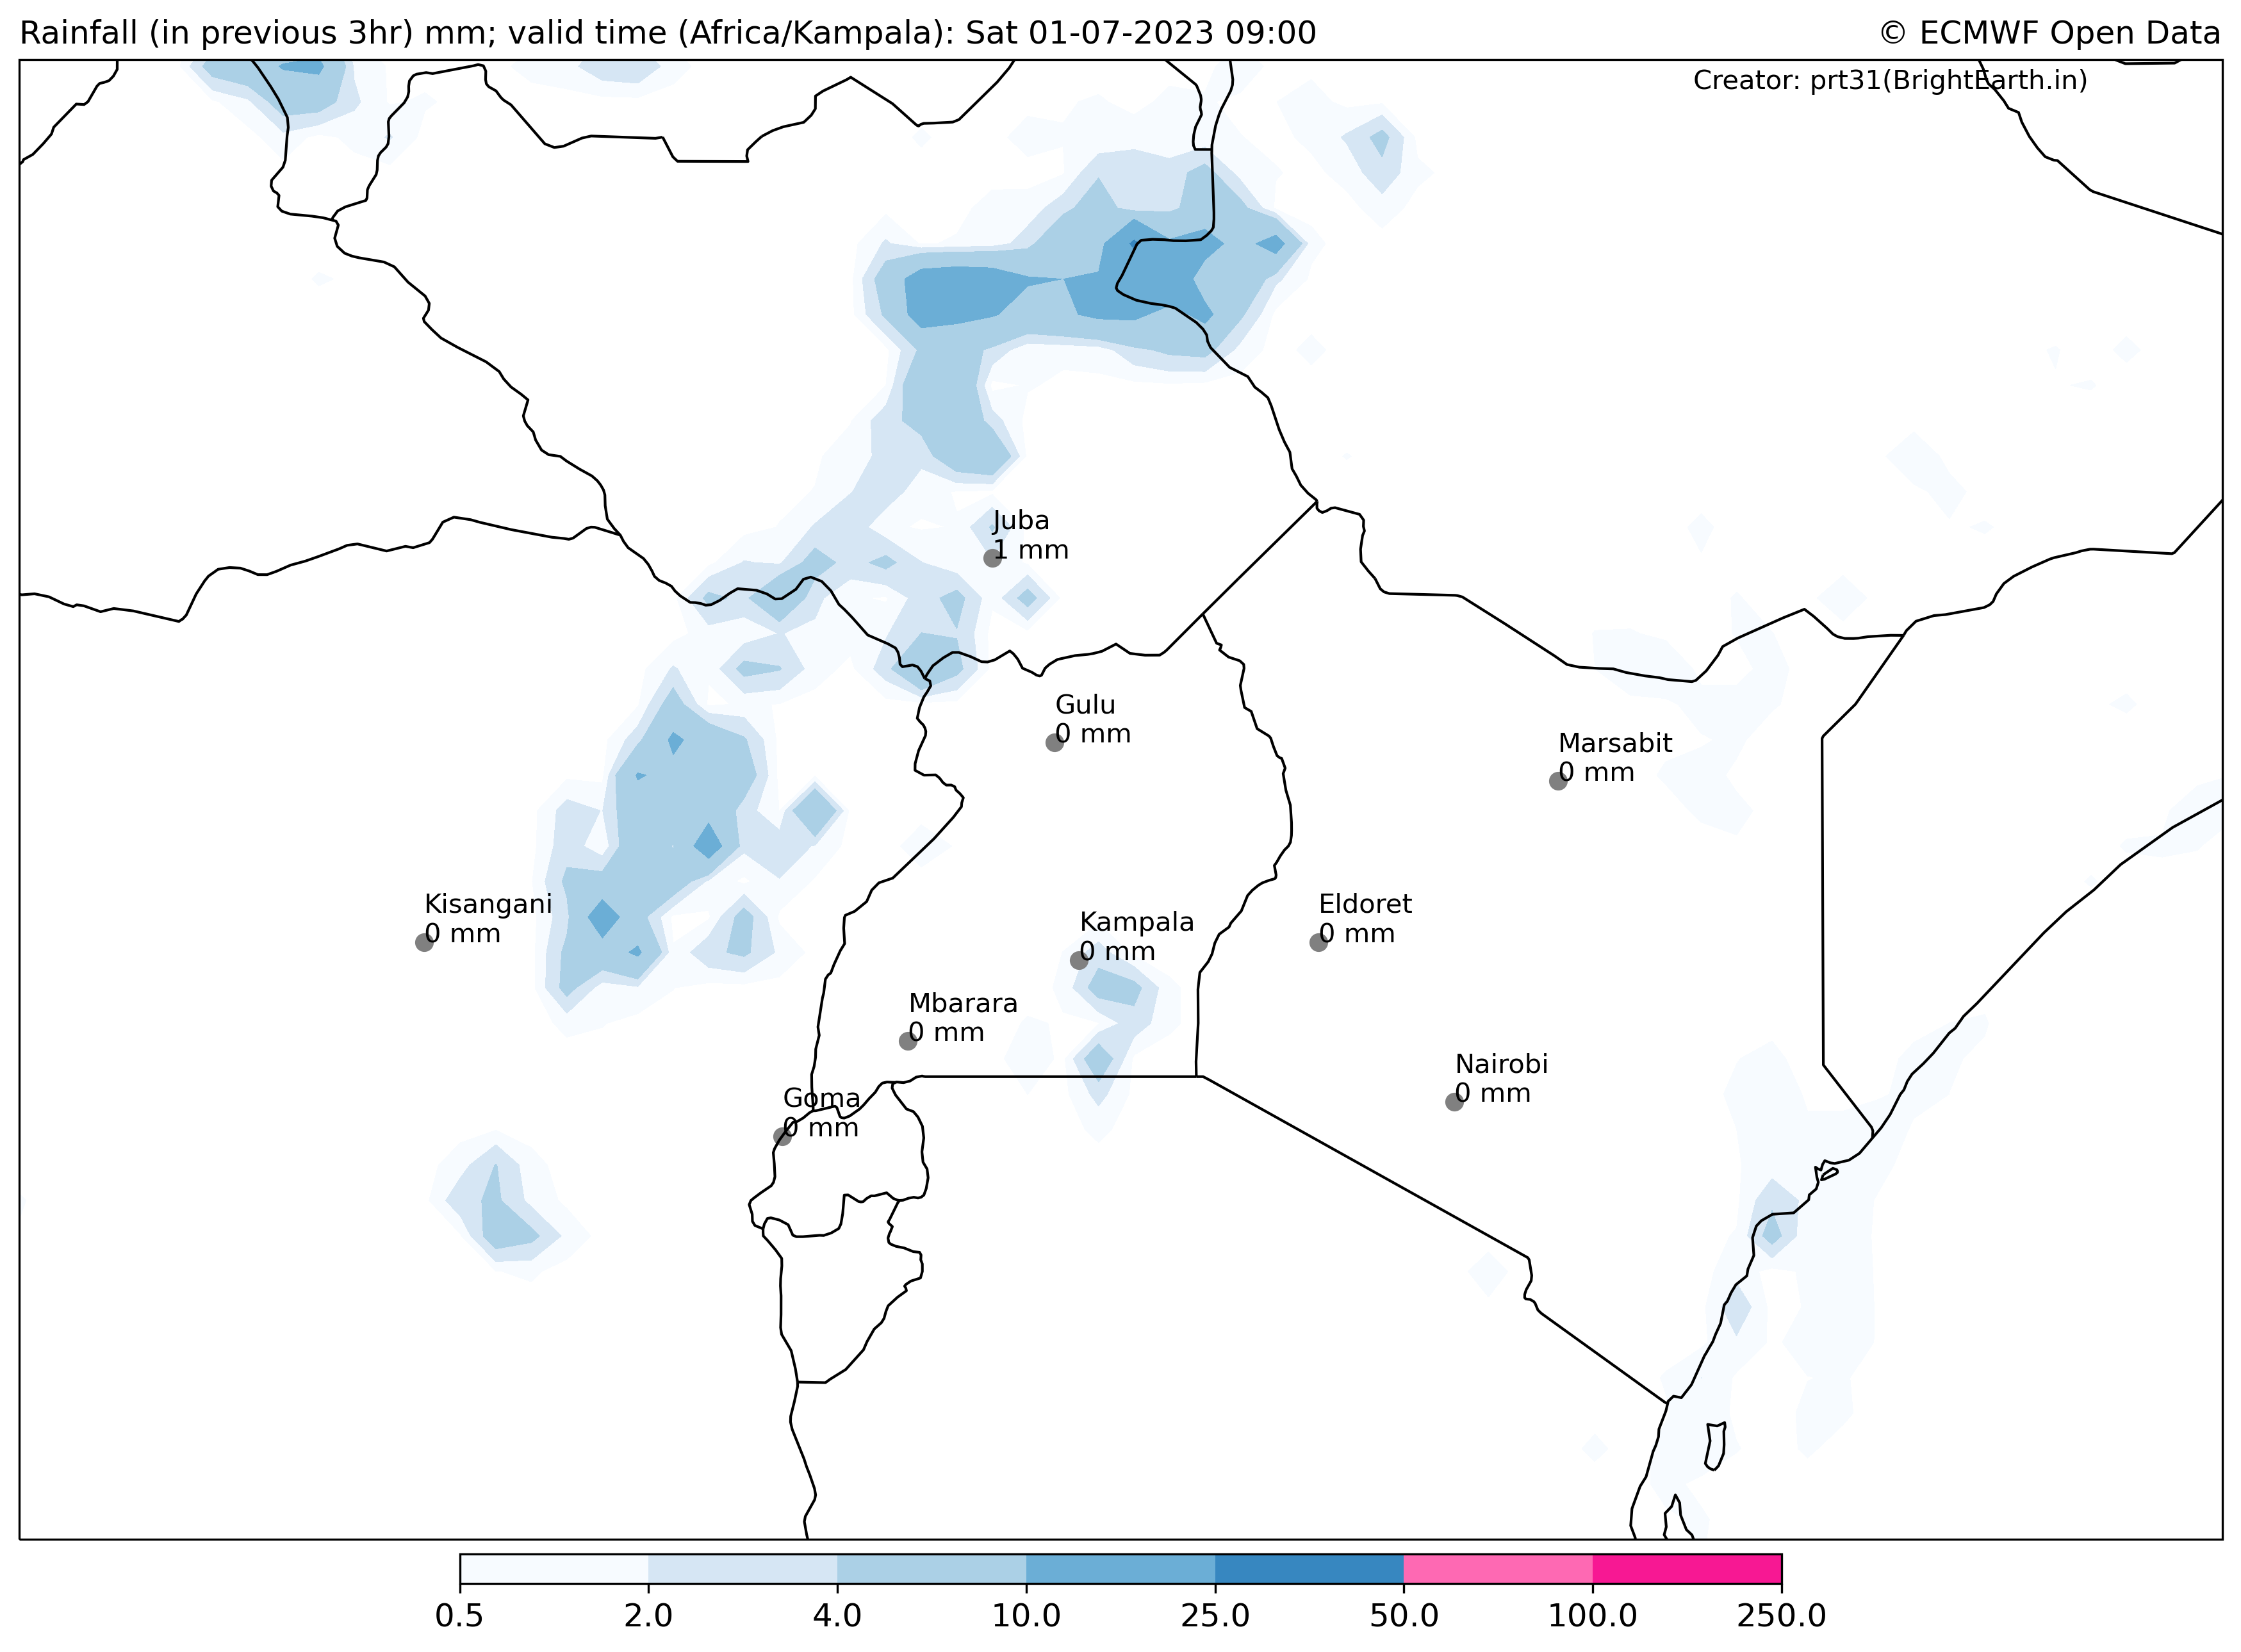 Rainfall (in previous 3hr) mm; valid time (Africa/Kampala): Sat 01-07-2023 09:00
© ECMWF Open Data
Creator: prt31(BrightEarth.in)
Juba
1 mm
Gulu
0 mm
Marsabit
0 mm
Kisangani
0 mm
Kampala
0 mm
Eldoret
0 mm
Mbarara
0 mm
Nairobi
0 mm
Goma
0 mm
0.5 2.0 4.0 10.0 25.0 50.0 100.0 250.0